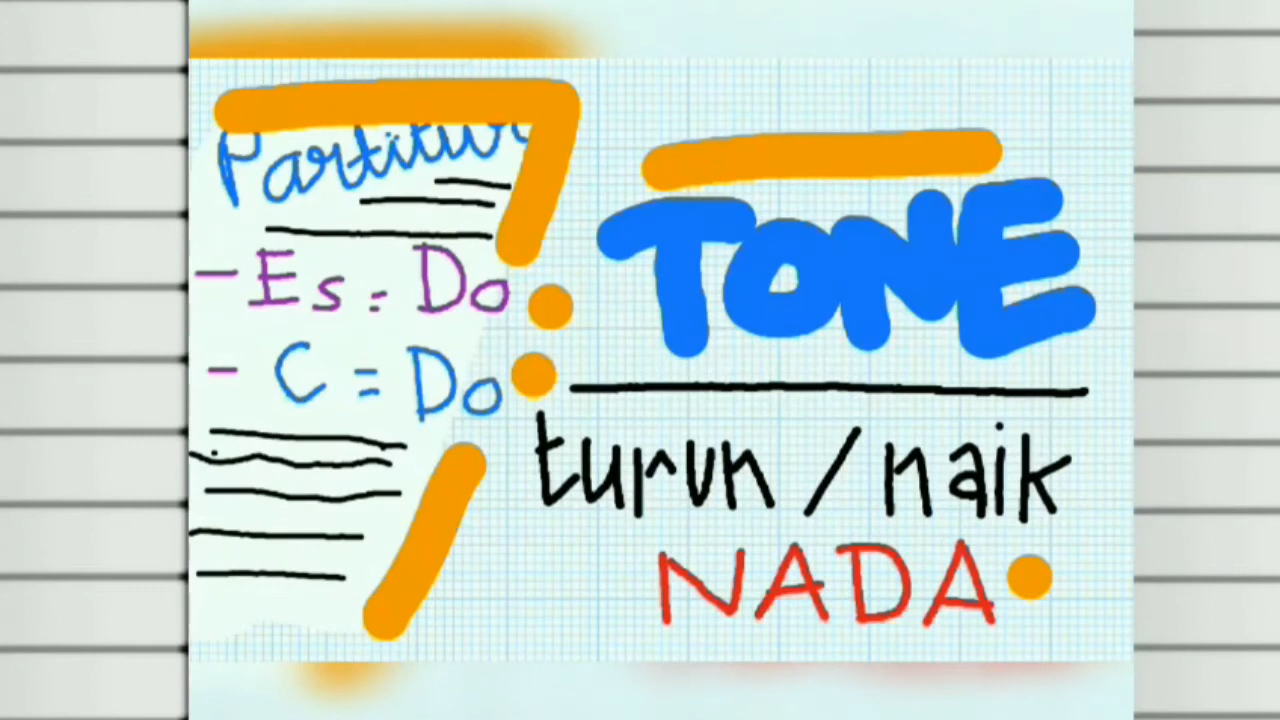 Partitur
- Es = Do
- C = Do
TONE
turun / naik
NADA